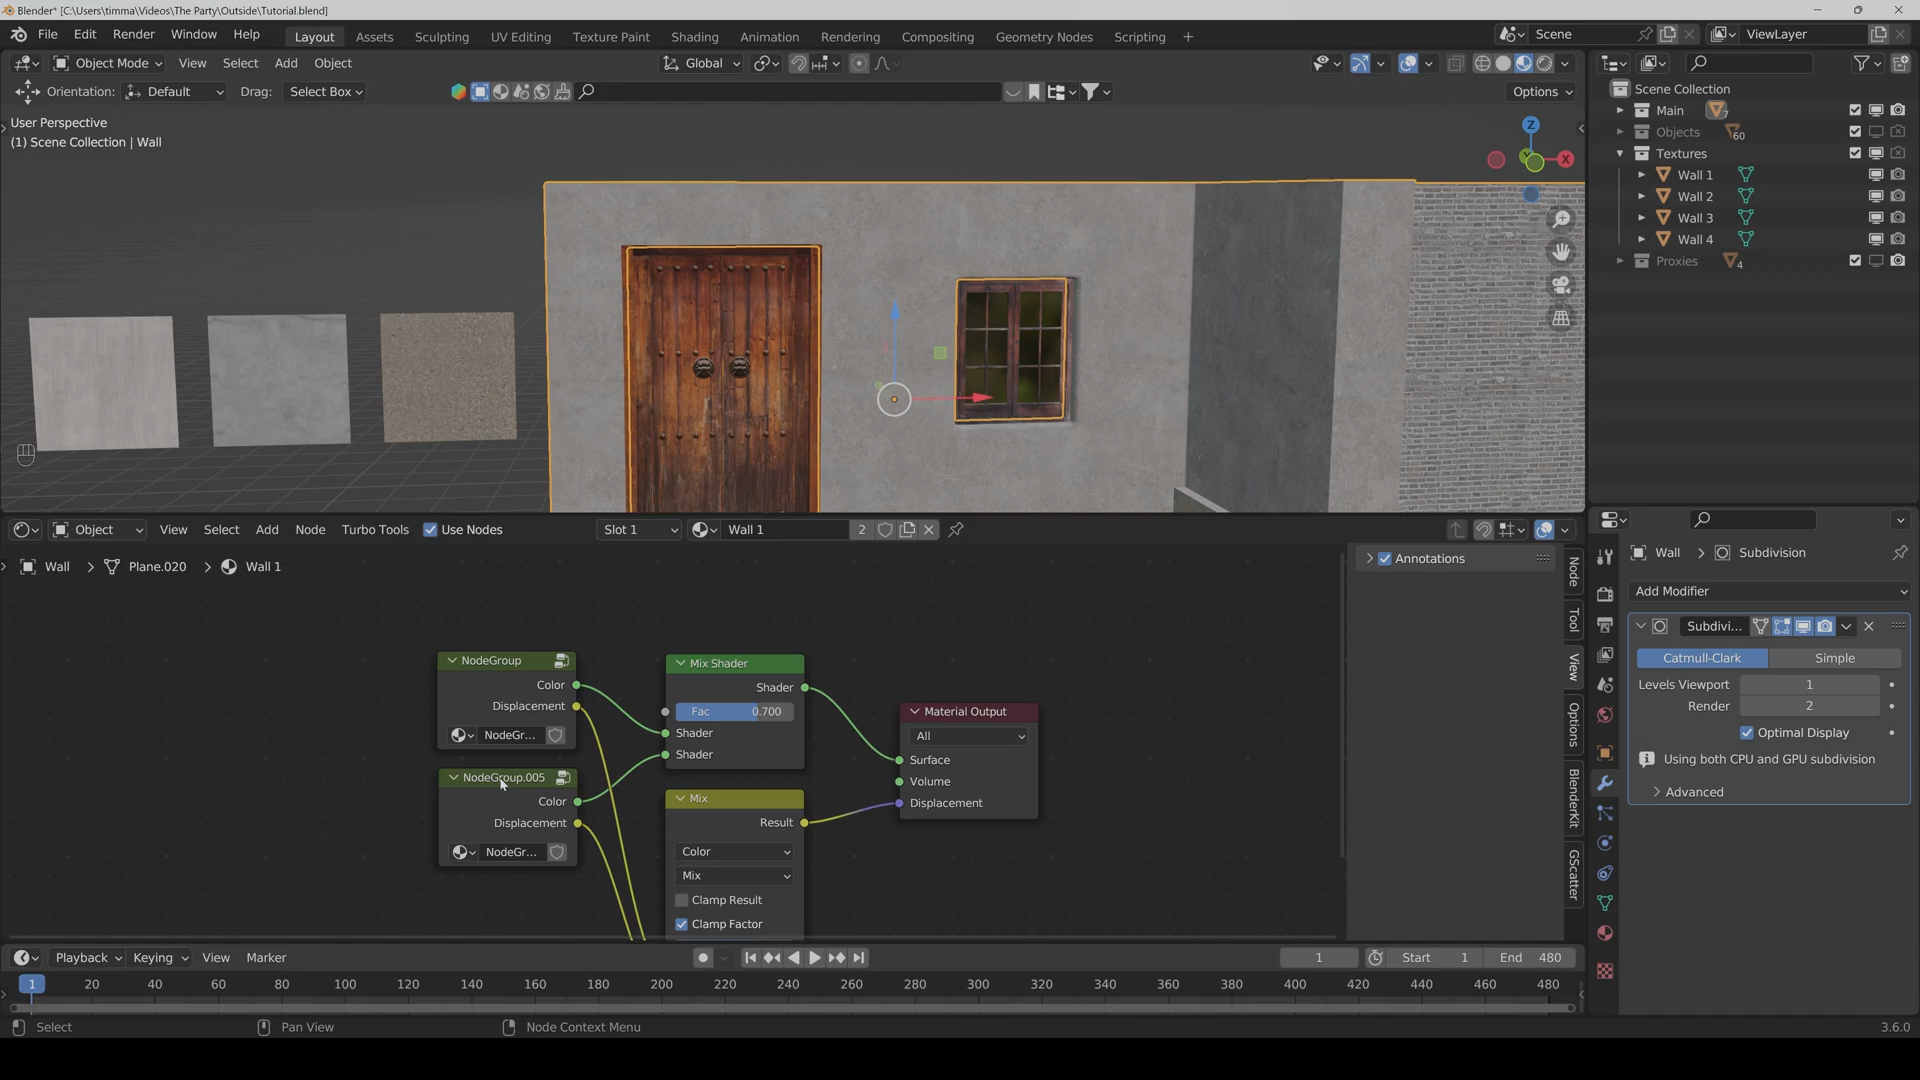 Blender* [C:\Users\timma\Videos\The Party\Outside\Tutorial.blend]
File Edit Render Window Help Layout Assets Sculpting UV Editing Texture Paint Shading Animation Rendering Compositing Geometry Nodes Scripting + Scene ViewLayer
Object Mode View Select Add Object Global
Orientation: Default Drag: Select Box Options
User Perspective
(1) Scene Collection | Wall
Z
X
Scene Collection
Main 7
Objects 60
Textures
Wall 1
Wall 2
Wall 3
Wall 4
Proxies 4
Object View Select Add Node Turbo Tools Use Nodes Slot 1 Wall 1 2
Wall > Plane.020 > Wall 1
Annotations
Node
Tool
View
Options
BlenderKit
GScatter
NodeGroup
Color
Displacement
NodeGr...
NodeGroup.005
Color
Displacement
NodeGr...
Mix Shader
Shader
Fac 0.700
Shader
Shader
Mix
Result
Color
Mix
Clamp Result
Clamp Factor
Material Output
All
Surface
Volume
Displacement
Wall > Subdivision
Add Modifier
Subdivi...
Catmull-Clark Simple
Levels Viewport 1
Render 2
Optimal Display
Using both CPU and GPU subdivision
Advanced
Playback Keying View Marker 1 Start 1 End 480
1 20 40 60 80 100 120 140 160 180 200 220 240 260 280 300 320 340 360 380 400 420 440 460 480
Select Pan View Node Context Menu 3.6.0